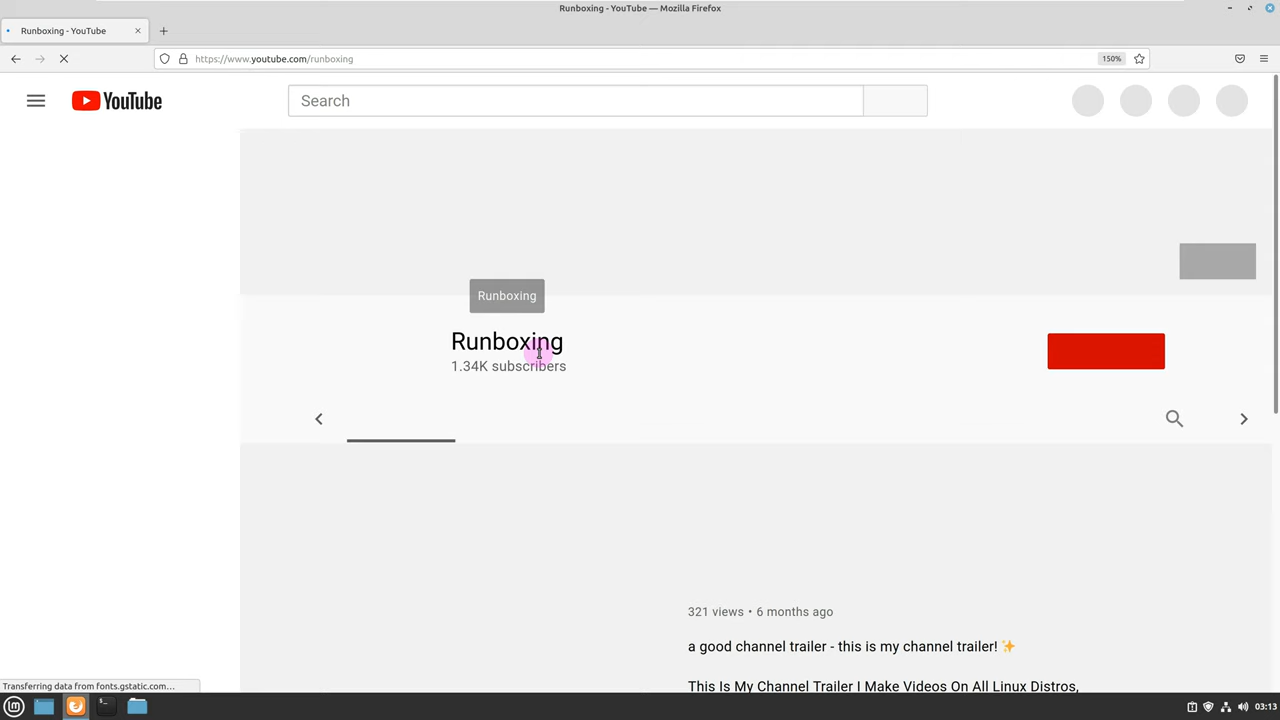 Runboxing - YouTube — Mozilla Firefox
Runboxing - YouTube
https://www.youtube.com/runboxing
150%
YouTube
Search
Runboxing
Runboxing
1.34K subscribers
321 views • 6 months ago
a good channel trailer - this is my channel trailer! ✨
This Is My Channel Trailer I Make Videos On All Linux Distros,
Transferring data from fonts.gstatic.com…
03:13